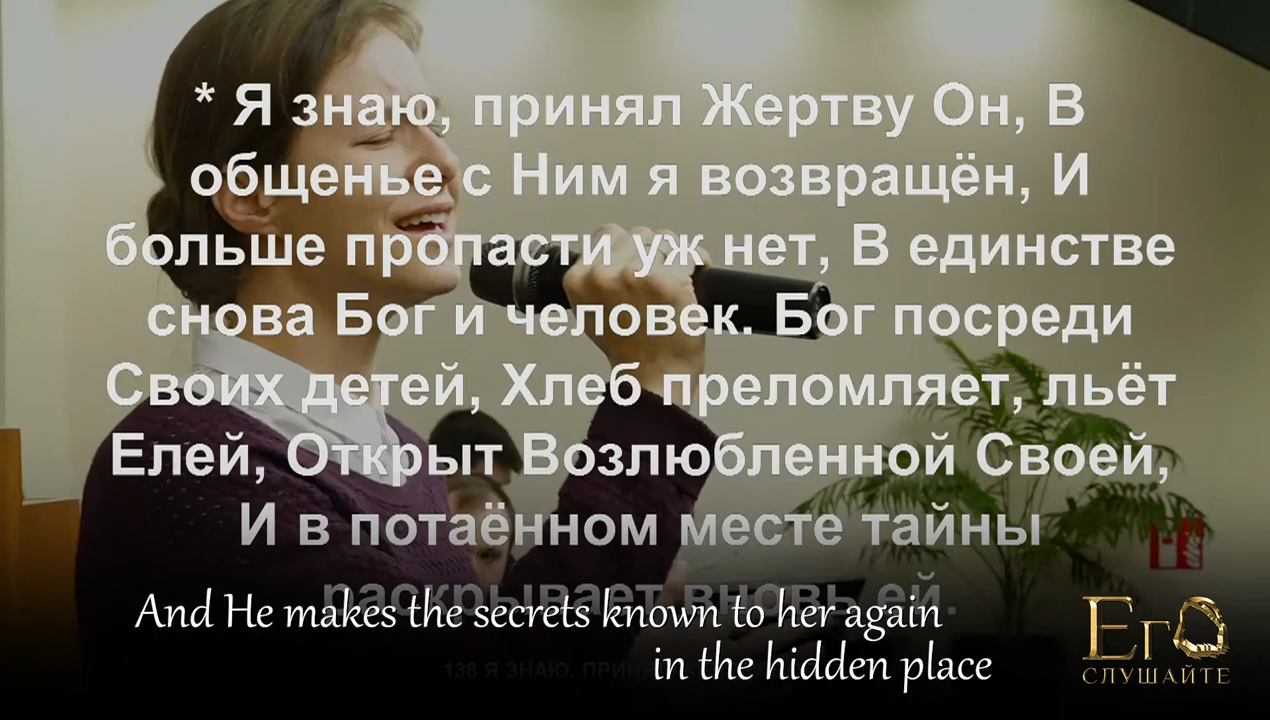 * Я знаю, принял Жертву Он, В
общенье с Ним я возвращён, И
больше пропасти уж нет, В единстве
снова Бог и человек. Бог посреди
Своих детей, Хлеб преломляет, льёт
Елей, Открыт Возлюбленной Своей,
И в потаённом месте тайны
раскрывает вновь ей.
And He makes the secrets known to her again
in the hidden place
138 Я ЗНАЮ, ПРИН
ЕГО
СЛУШАЙТЕ